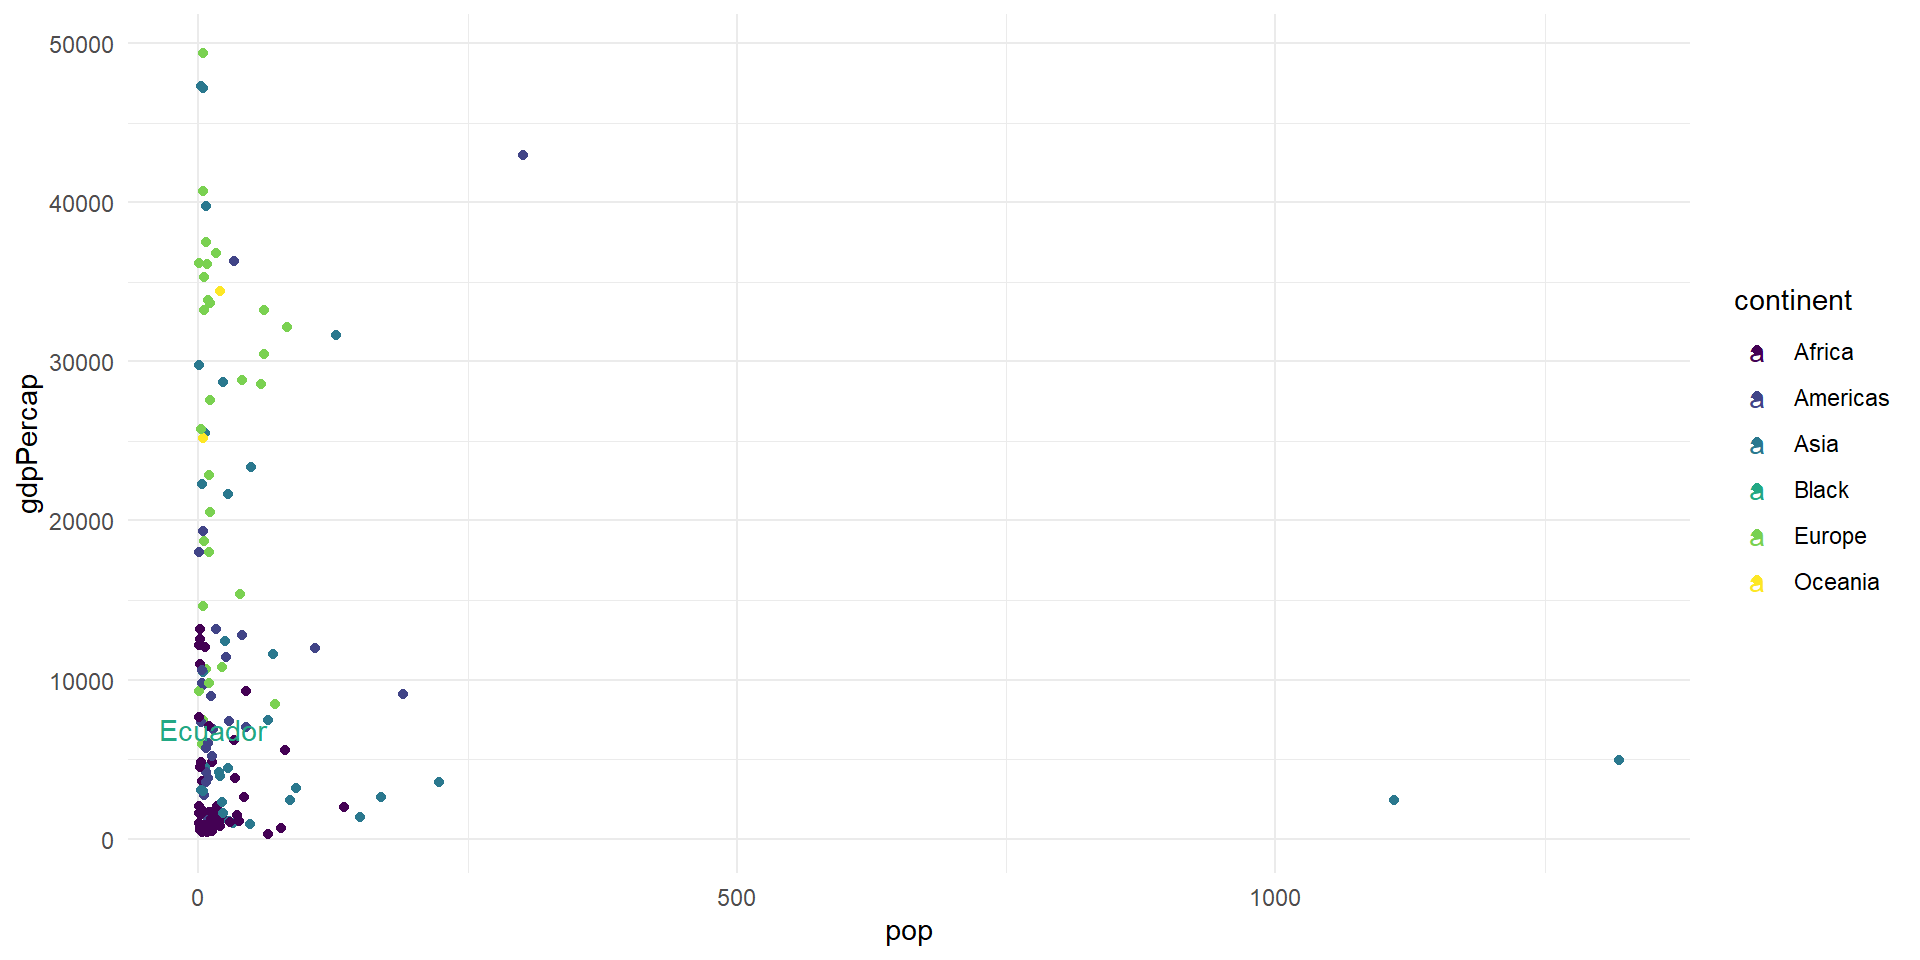 50000
40000
30000
20000
10000
0
gdpPercap
Ecuador
0 500 1000
pop
continent
a Africa
a Americas
a Asia
a Black
a Europe
a Oceania